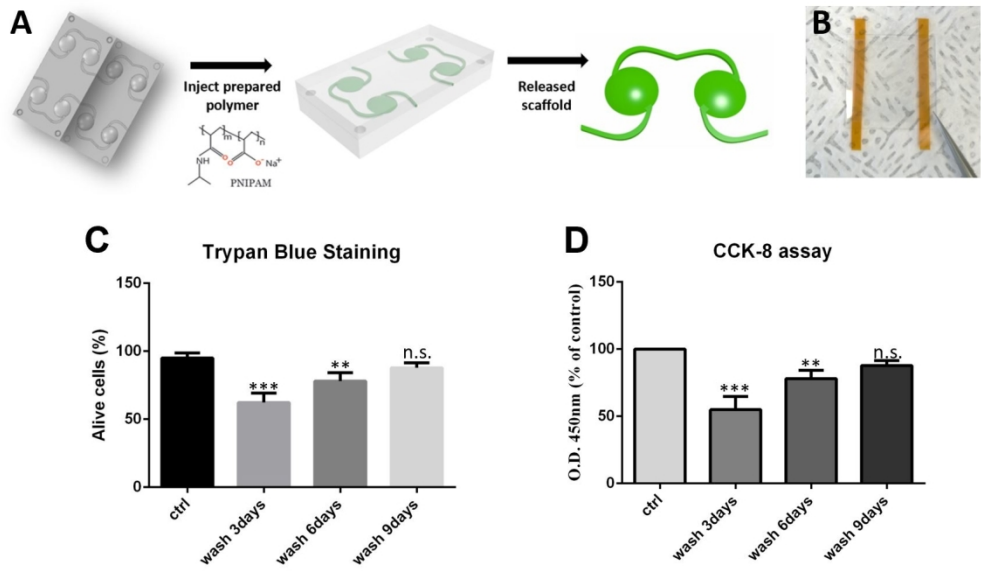 A
B
Inject prepared
polymer
Released
scaffold
m
n
NH
O
O
O⁻ Na⁺
PNIPAM
C
Trypan Blue Staining
Alive cells (%)
150
100
50
0
***
**
n.s.
ctrl
wash 3days
wash 6days
wash 9days
D
CCK-8 assay
O.D. 450nm (% of control)
150
100
50
0
***
**
n.s.
ctrl
wash 3days
wash 6days
wash 9days